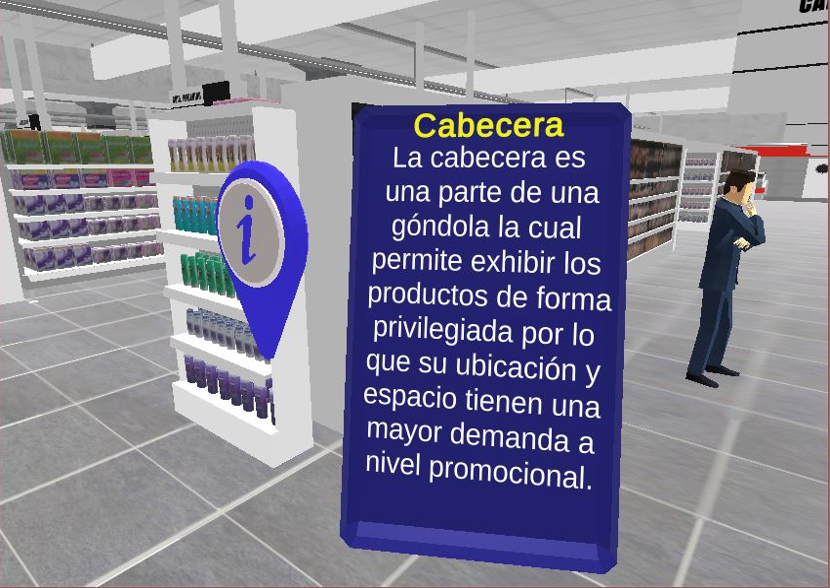 Cabecera
La cabecera es
una parte de una
góndola la cual
permite exhibir los
productos de forma
privilegiada por lo
que su ubicación y
espacio tienen una
mayor demanda a
nivel promocional.
i